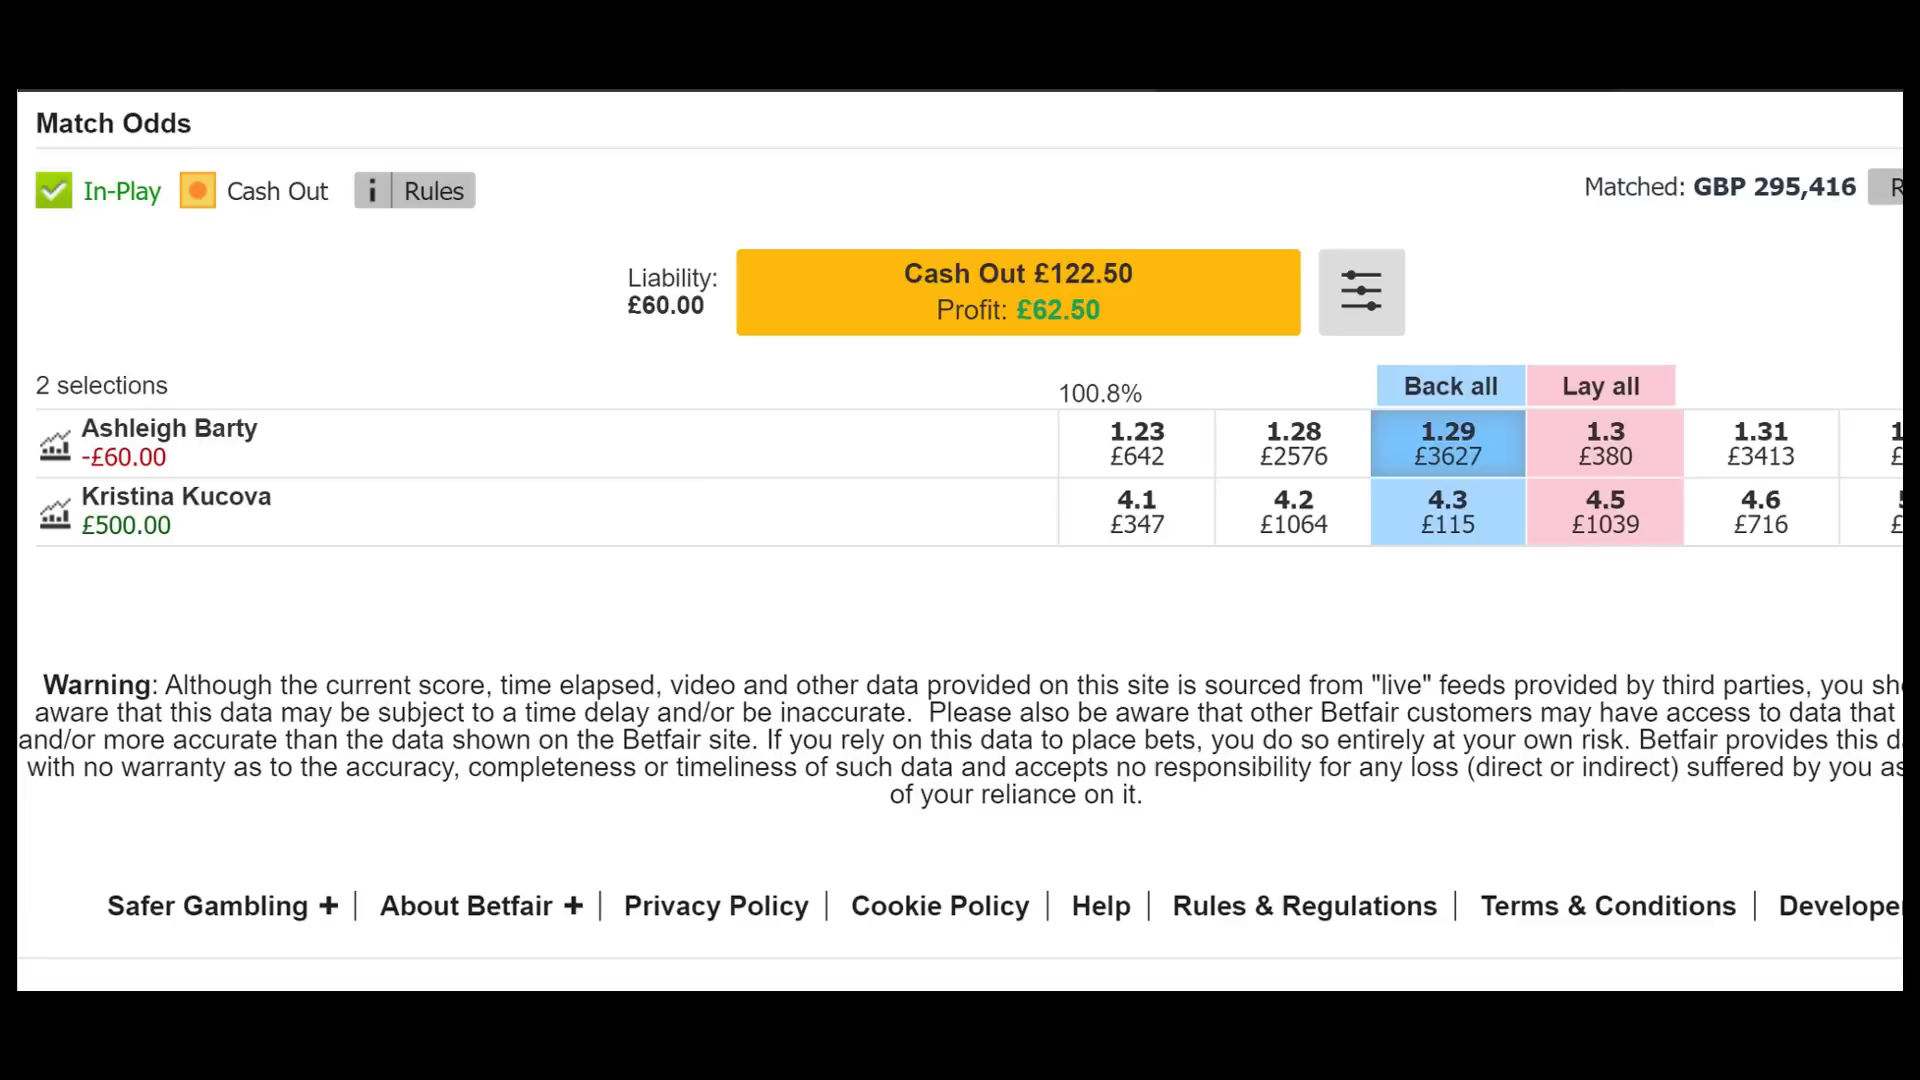 Match Odds
In-Play Cash Out i Rules Matched: GBP 295,416
Liability: £60.00
Cash Out £122.50
Profit: £62.50
2 selections 100.8% Back all Lay all
Ashleigh Barty 1.23 1.28 1.29 1.3 1.31
-£60.00 £642 £2576 £3627 £380 £3413
Kristina Kucova 4.1 4.2 4.3 4.5 4.6
£500.00 £347 £1064 £115 £1039 £716
Warning: Although the current score, time elapsed, video and other data provided on this site is sourced from "live" feeds provided by third parties, you
aware that this data may be subject to a time delay and/or be inaccurate. Please also be aware that other Betfair customers may have access to data that
and/or more accurate than the data shown on the Betfair site. If you rely on this data to place bets, you do so entirely at your own risk. Betfair provides this
with no warranty as to the accuracy, completeness or timeliness of such data and accepts no responsibility for any loss (direct or indirect) suffered by you as
of your reliance on it.
Safer Gambling + | About Betfair + | Privacy Policy | Cookie Policy | Help | Rules & Regulations | Terms & Conditions | Develope